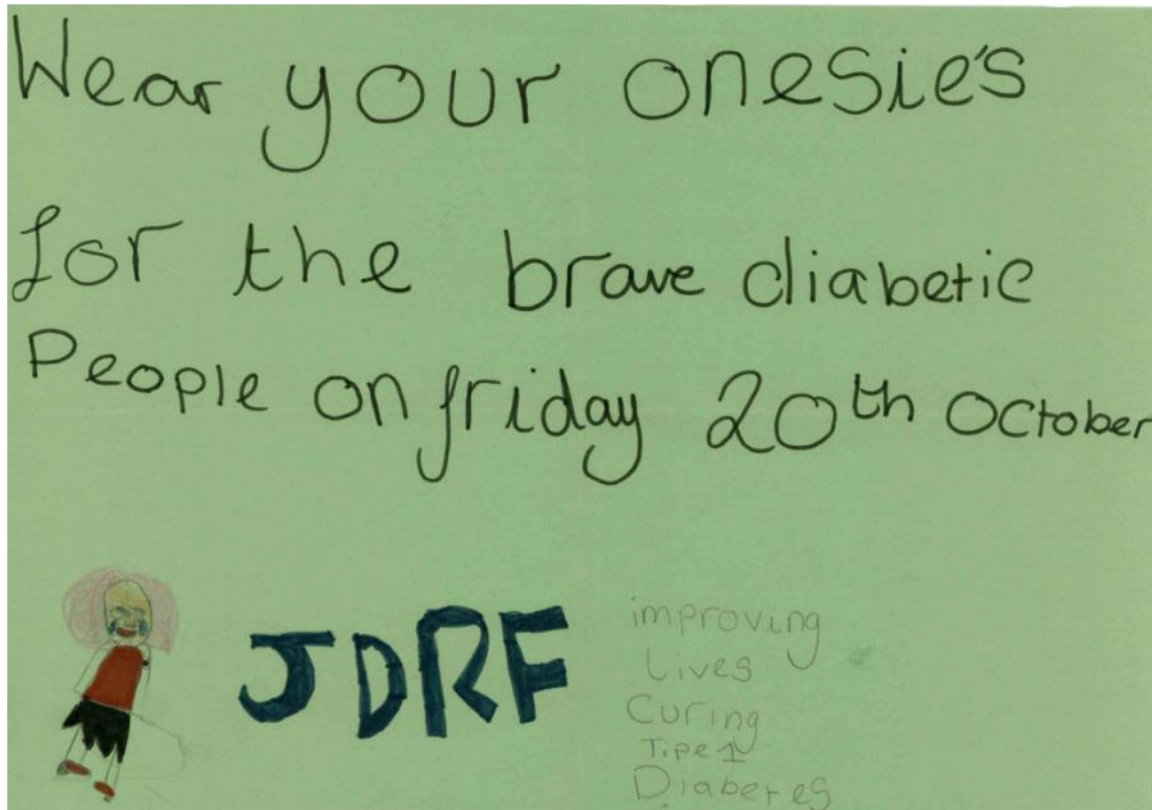 Wear your onesie's
for the brave diabetic
People on friday 20th October
JDRF
improving
Lives
Curing
Tipe 1
Diabetes